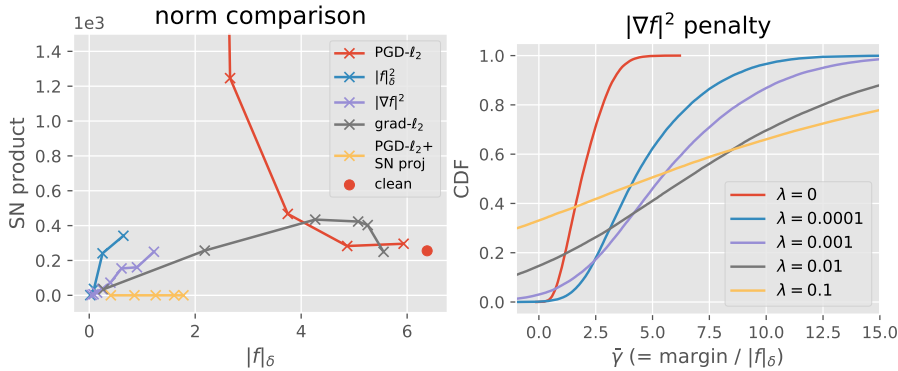 norm comparison
1e3
1.4
1.2
1.0
0.8
0.6
0.4
0.2
0.0
SN product
0
2
4
6
|f|_δ
PGD-ℓ₂
|f|²_δ
|∇f|²
grad-ℓ₂
PGD-ℓ₂+
SN proj
clean
|∇f|² penalty
1.0
0.8
0.6
0.4
0.2
0.0
CDF
0.0
2.5
5.0
7.5
10.0
12.5
15.0
γ̄ (= margin / |f|_δ)
λ = 0
λ = 0.0001
λ = 0.001
λ = 0.01
λ = 0.1